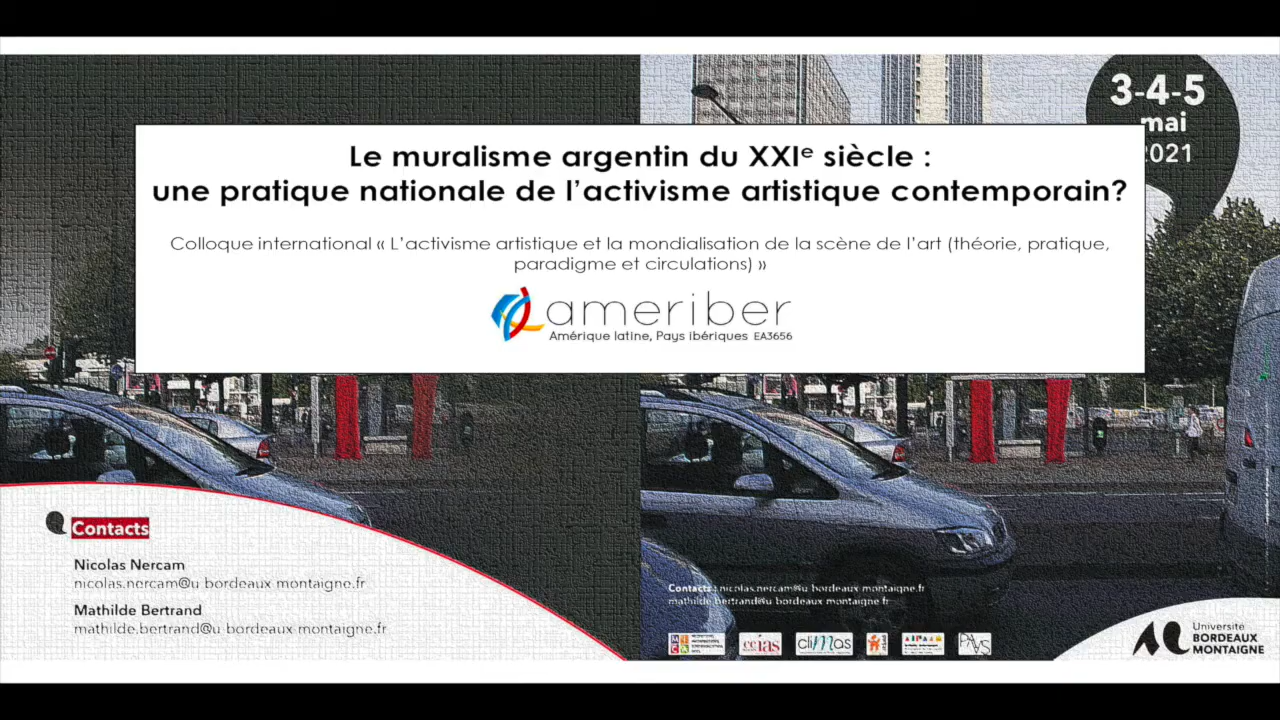 3-4-5
mai
2021
Le muralisme argentin du XXIᵉ siècle :
une pratique nationale de l’activisme artistique contemporain?
Colloque international « L’activisme artistique et la mondialisation de la scène de l’art (théorie, pratique,
paradigme et circulations) »
ameriber
Amérique latine, Pays ibériques EA3656
Contacts
Nicolas Nercam
nicolas.nercam@u-bordeaux-montaigne.fr
Mathilde Bertrand
mathilde.bertrand@u-bordeaux-montaigne.fr
Contacts : nicolas.nercam@u-bordeaux-montaigne.fr
mathilde.bertrand@u-bordeaux-montaigne.fr
climas
Université
BORDEAUX
MONTAIGNE